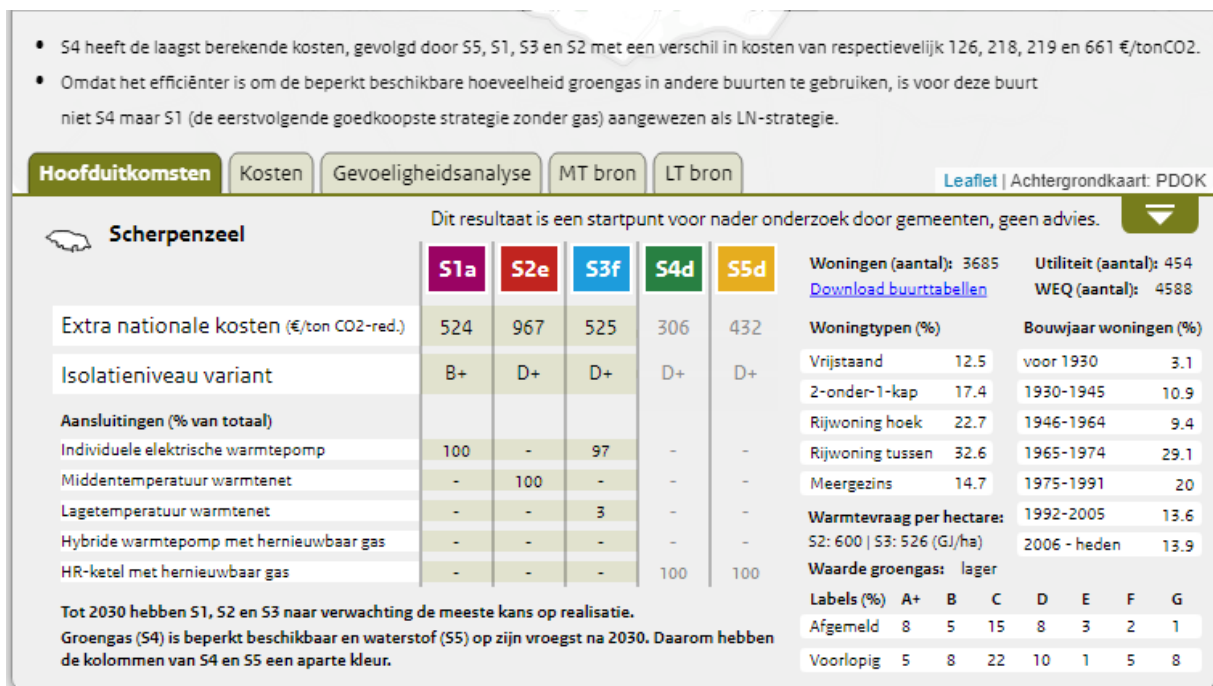 • S4 heeft de laagst berekende kosten, gevolgd door S5, S1, S3 en S2 met een verschil in kosten van respectievelijk 126, 218, 219 en 661 €/tonCO2.
• Omdat het efficiënter is om de beperkt beschikbare hoeveelheid groengas in andere buurten te gebruiken, is voor deze buurt
niet S4 maar S1 (de eerstvolgende goedkoopste strategie zonder gas) aangewezen als LN-strategie.
Hoofduitkomsten Kosten Gevoeligheidsanalyse MT bron LT bron
Leaflet | Achtergrondkaart: PDOK
Dit resultaat is een startpunt voor nader onderzoek door gemeenten, geen advies.
Scherpenzeel
S1a S2e S3f S4d S5d
Extra nationale kosten (€/ton CO2-red.) 524 967 525 306 432
Isolatieniveau variant B+ D+ D+ D+ D+
Aansluitingen (% van totaal)
Individuele elektrische warmtepomp 100 - 97 - -
Middentemperatuur warmtenet - 100 - - -
Lagetemperatuur warmtenet - - 3 - -
Hybride warmtepomp met hernieuwbaar gas - - - - -
HR-ketel met hernieuwbaar gas - - - 100 100
Tot 2030 hebben S1, S2 en S3 naar verwachting de meeste kans op realisatie.
Groengas (S4) is beperkt beschikbaar en waterstof (S5) op zijn vroegst na 2030. Daarom hebben
de kolommen van S4 en S5 een aparte kleur.
Woningen (aantal): 3685 Utiliteit (aantal): 454
Download buurttabellen WEQ (aantal): 4588
Woningtypen (%)
Vrijstaand 12.5
2-onder-1-kap 17.4
Rijwoning hoek 22.7
Rijwoning tussen 32.6
Meergezins 14.7
Warmtevraag per hectare:
S2: 600 | S3: 526 (GJ/ha)
Waarde groengas: lager
Bouwjaar woningen (%)
voor 1930 3.1
1930-1945 10.9
1946-1964 9.4
1965-1974 29.1
1975-1991 20
1992-2005 13.6
2006 - heden 13.9
Labels (%) A+ B C D E F G
Afgemeld 8 5 15 8 3 2 1
Voorlopig 5 8 22 10 1 5 8